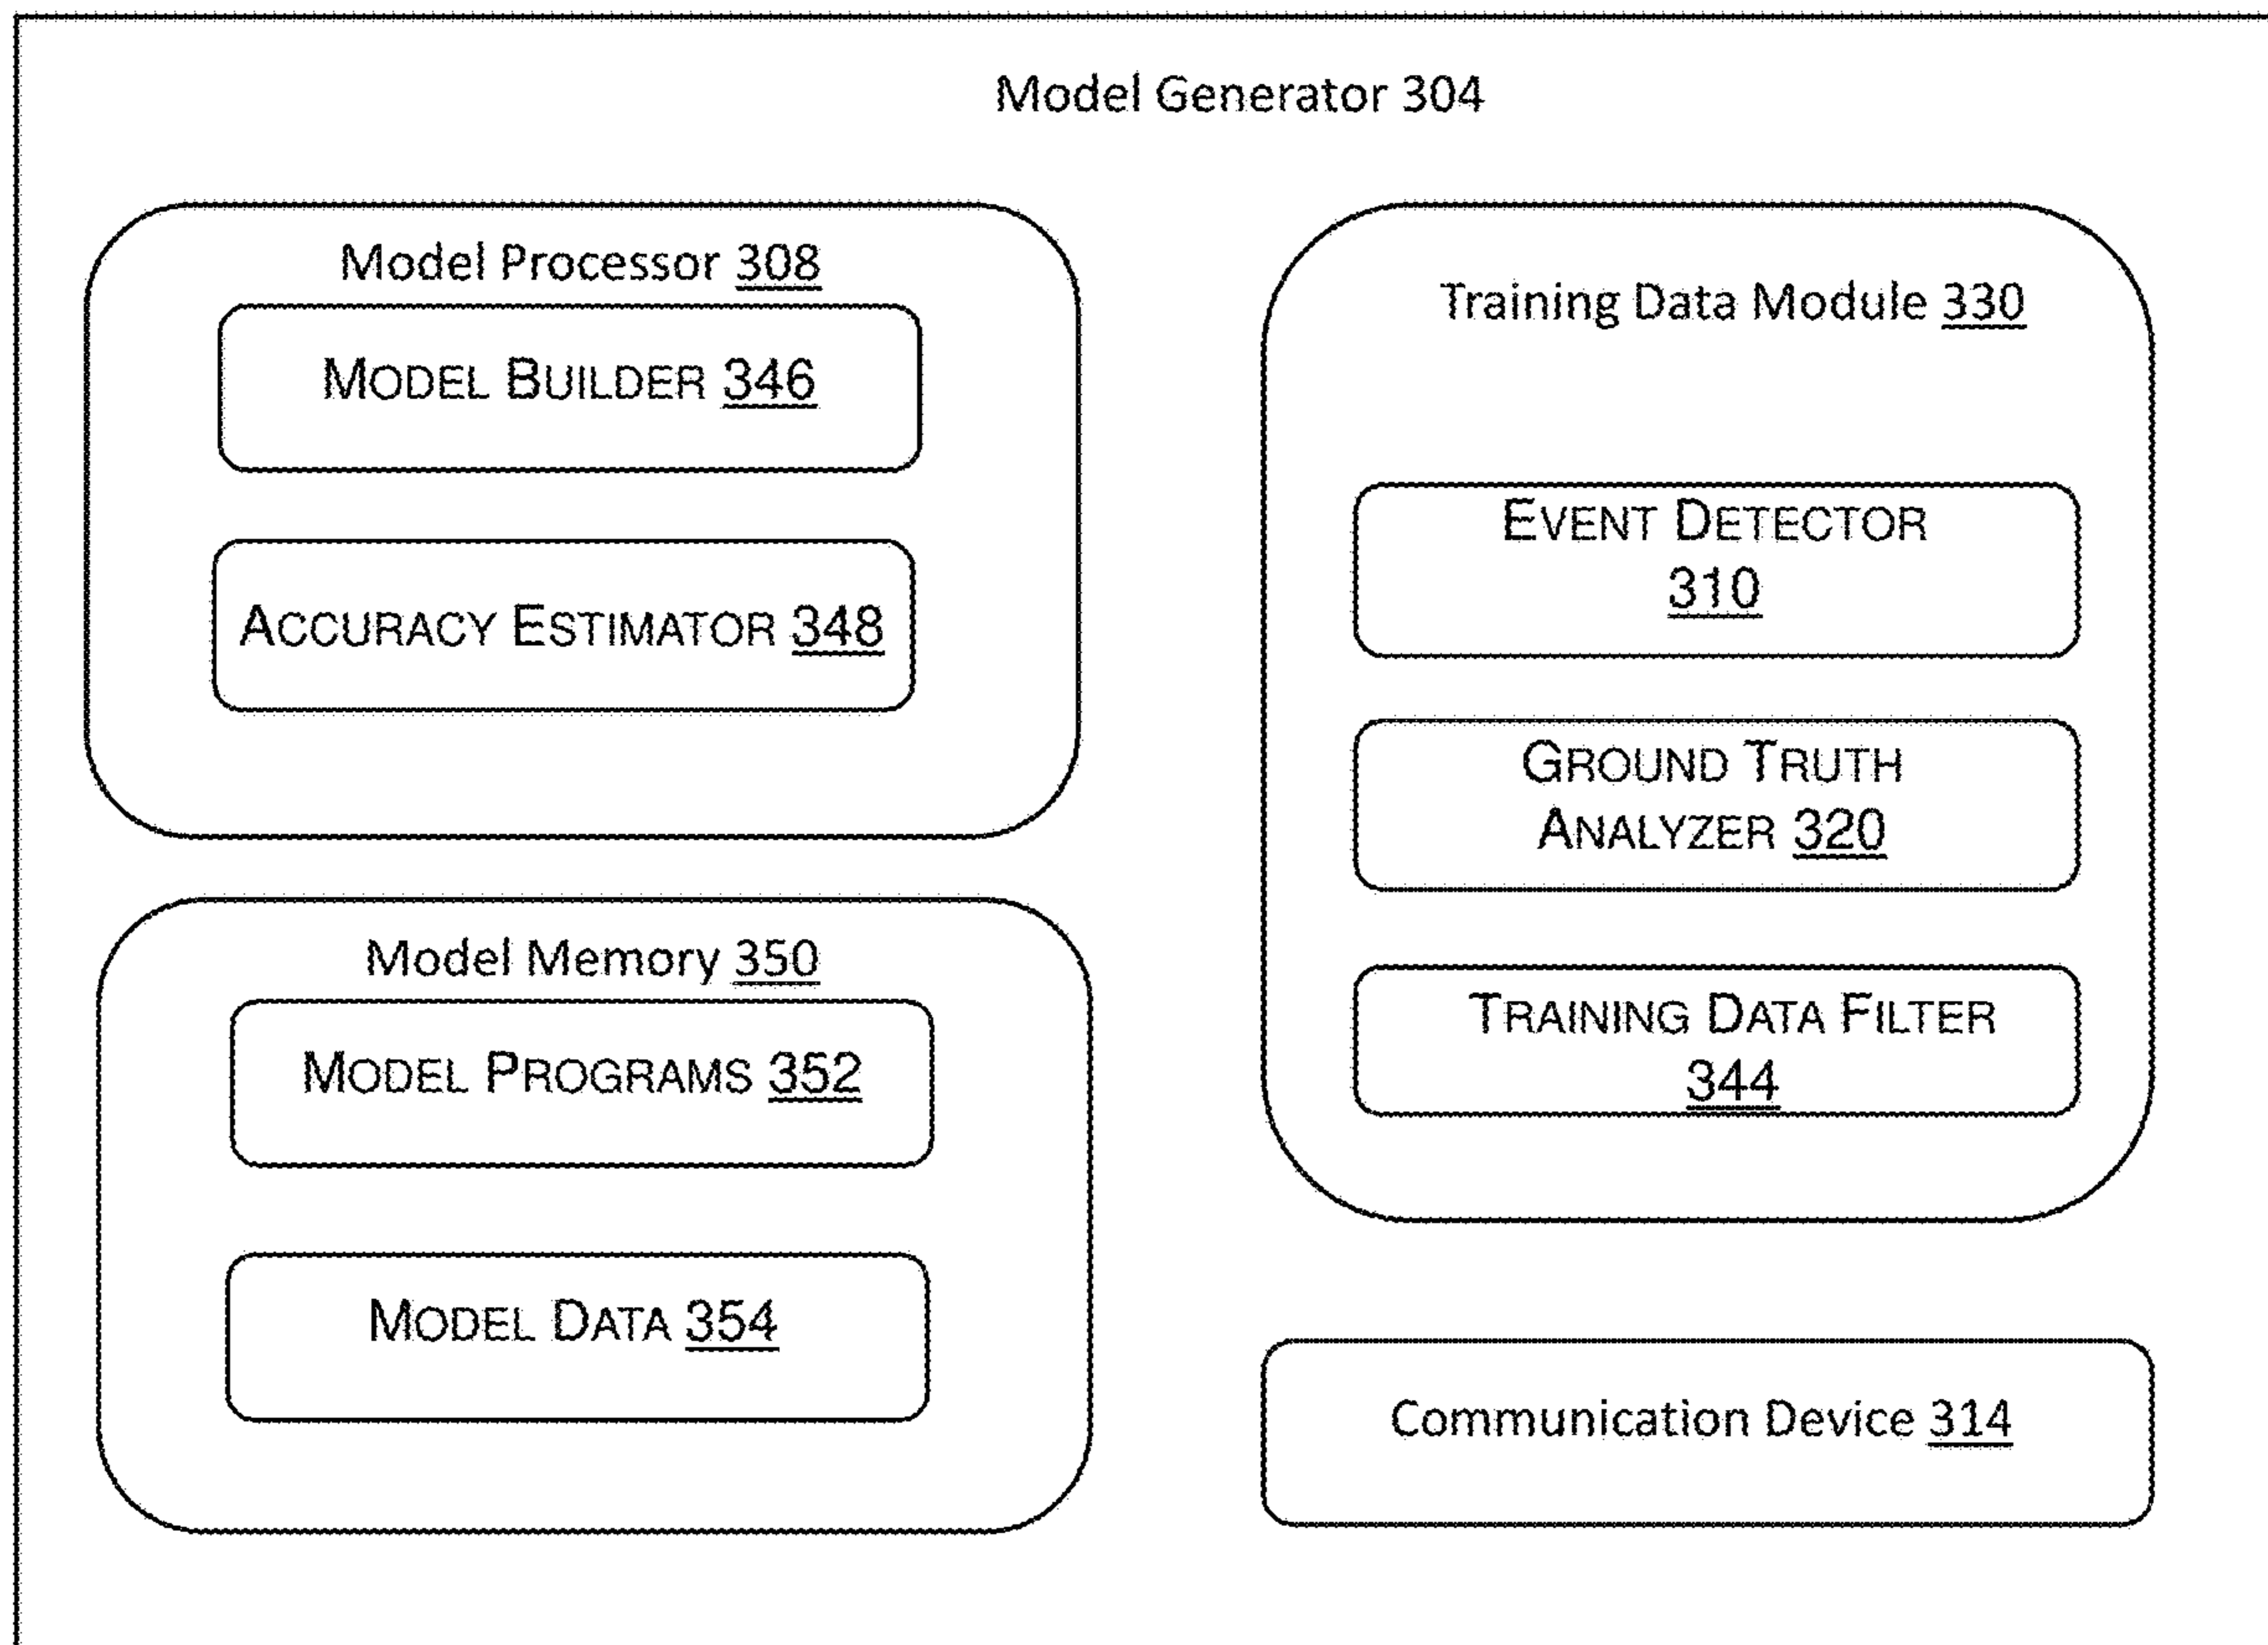 Model Generator 304
Model Processor 308
MODEL BUILDER 346
ACCURACY ESTIMATOR 348
Model Memory 350
MODEL PROGRAMS 352
MODEL DATA 354
Training Data Module 330
EVENT DETECTOR
310
GROUND TRUTH
ANALYZER 320
TRAINING DATA FILTER
344
Communication Device 314